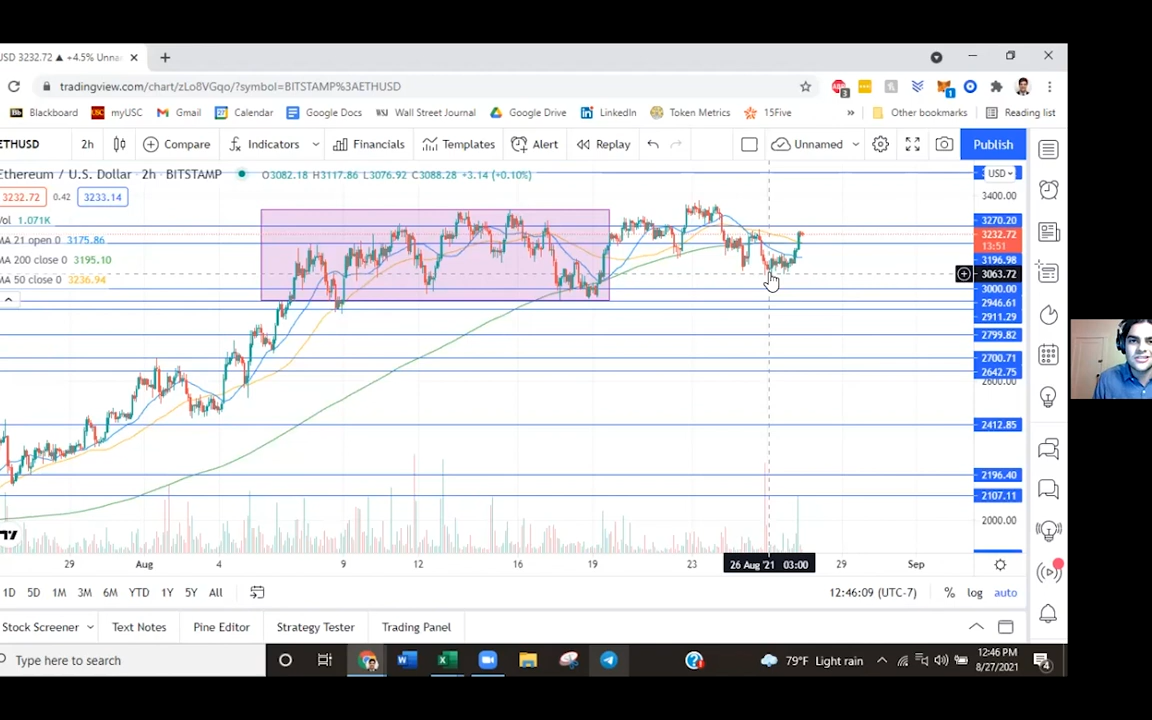 USD 3232.72 ▲ +4.5% Unna
tradingview.com/chart/zLo8VGqo/?symbol=BITSTAMP%3AETHUSD
3
1
Blackboard myUSC Gmail Calendar Google Docs Wall Street Journal Google Drive LinkedIn Token Metrics 15Five » Other bookmarks Reading list
ETHUSD 2h Compare Indicators Financials Templates Alert Replay Unnamed Publish
Ethereum / U.S. Dollar · 2h · BITSTAMP O3082.18 H3117.86 L3076.92 C3088.28 +3.14 (+0.10%)
USD
3232.72 0.42 3233.14
3400.00
Vol 1.071K
3270.20
3232.72
MA 21 open 0 3175.86
13:51
MA 200 close 0 3195.10
3196.98
3063.72
MA 50 close 0 3236.94
3000.00
2946.61
2911.29
2799.82
2700.71
2642.75
2600.00
2412.85
2196.40
2107.11
2000.00
29 Aug 4 9 12 16 19 23 26 Aug '21 03:00 29 Sep
1D 5D 1M 3M 6M YTD 1Y 5Y All 12:46:09 (UTC-7) % log auto
Stock Screener Text Notes Pine Editor Strategy Tester Trading Panel
Type here to search
79°F Light rain
12:46 PM
8/27/2021
4